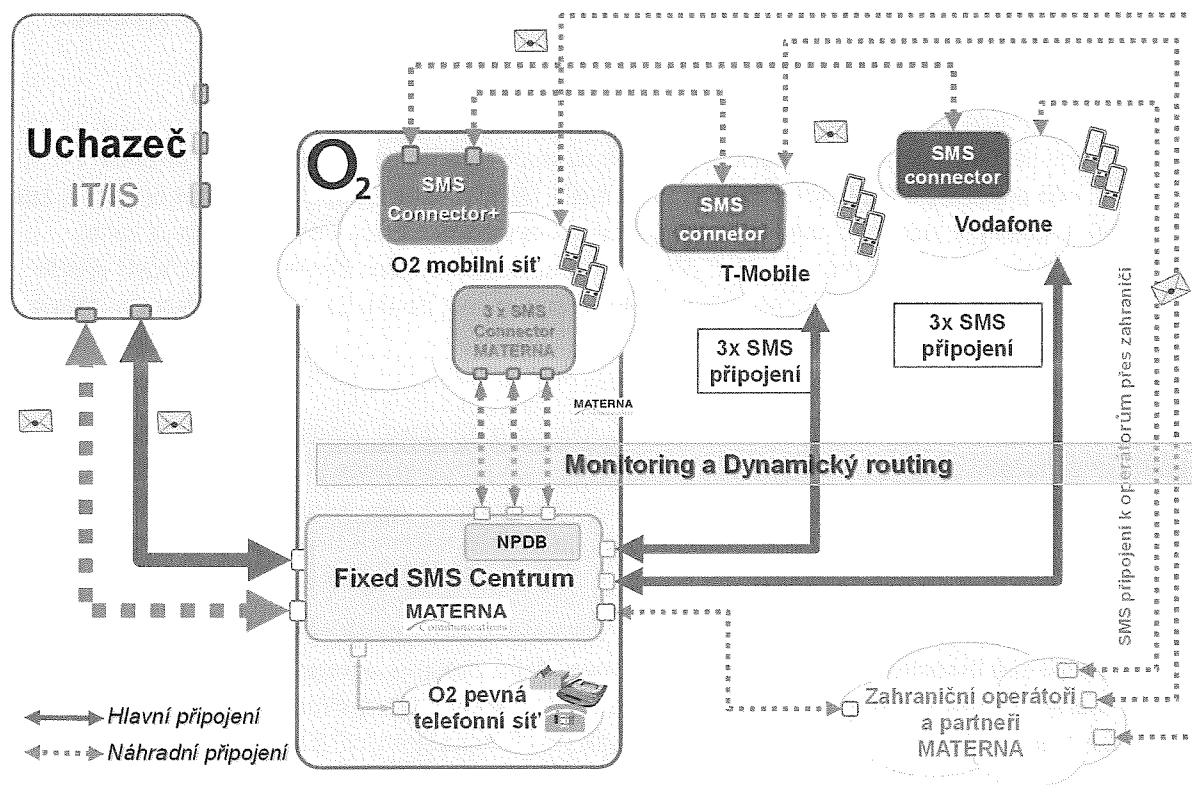 Uchazeč
IT/IS
O2
SMS
Connector+
O2 mobilní síť
3 x SMS
Connector
MATERNA
SMS
connetor
T-Mobile
SMS
connector
Vodafone
3x SMS
připojení
3x SMS
připojení
SMS připojení k operátorům přes zahraničí
MATERNA
Communications
Monitoring a Dynamický routing
NPDB
Fixed SMS Centrum
MATERNA
Communications
O2 pevná
telefonní síť
Zahraniční operátoři
a partneři
MATERNA
Hlavní připojení
Náhradní připojení